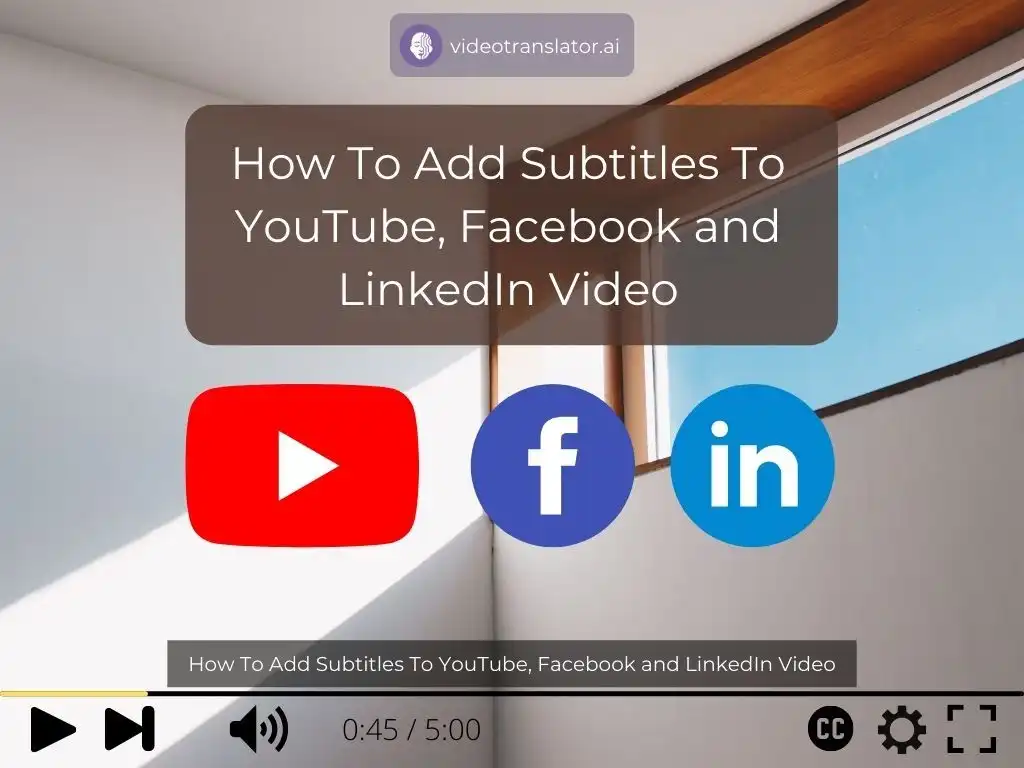 videotranslator.ai
How To Add Subtitles To
YouTube, Facebook and
LinkedIn Video
f
in
How To Add Subtitles To YouTube, Facebook and LinkedIn Video
0:45 / 5:00
CC